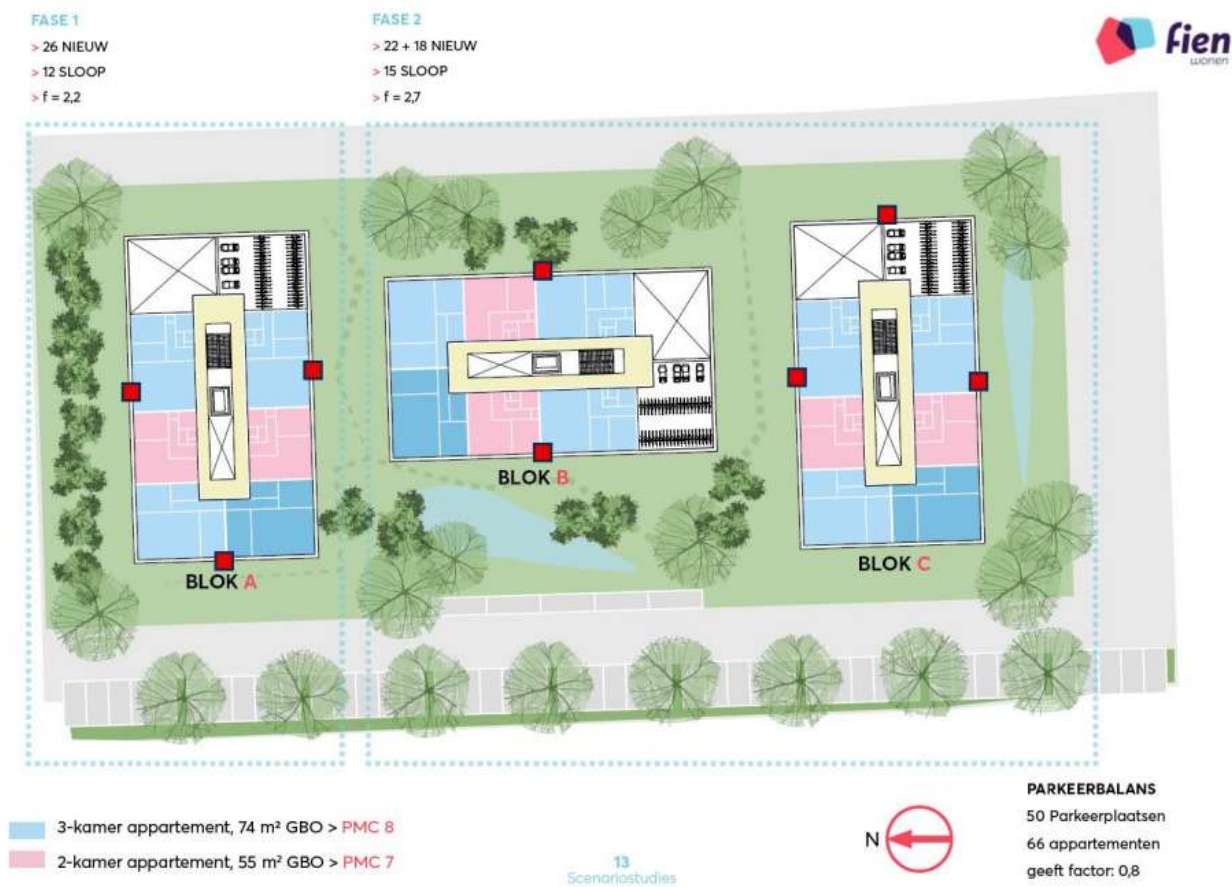 FASE 1
> 26 NIEUW
> 12 SLOOP
> f = 2,2
FASE 2
> 22 + 18 NIEUW
> 15 SLOOP
> f = 2,7
fien
wonen
BLOK A
BLOK B
BLOK C
3-kamer appartement, 74 m² GBO > PMC 8
2-kamer appartement, 55 m² GBO > PMC 7
13
Scenariostudies
N
PARKEERBALANS
50 Parkeerplaatsen
66 appartementen
geeft factor: 0,8